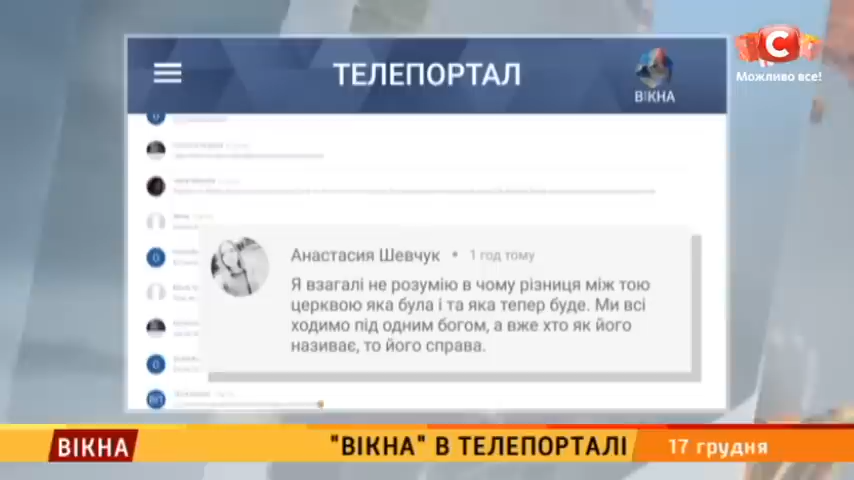 ТЕЛЕПОРТАЛ
ВІКНА
С
Можливо все!
Анастасия Шевчук • 1 год тому
Я взагалі не розумію в чому різниця між тою
церквою яка була і та яка тепер буде. Ми всі
ходимо під одним богом, а вже хто як його
називає, то його справа.
ВІКНА
"ВІКНА" В ТЕЛЕПОРТАЛІ
17 грудня